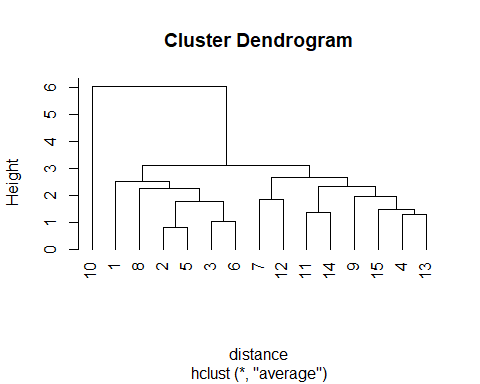 Cluster Dendrogram
Height
6
5
4
3
2
1
0
10 1 8 2 5 3 6 7 12 11 14 9 15 4 13
distance
hclust (*, "average")